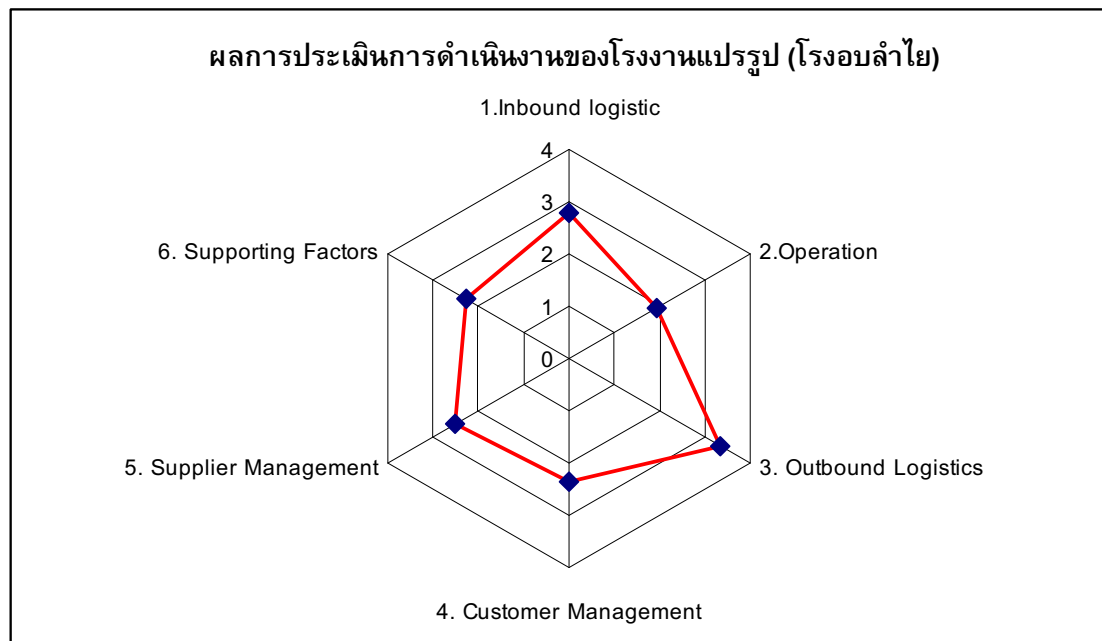 ผลการประเมินการดำเนินงานของโรงงานแปรรูป (โรงอบลำไย)
1.Inbound logistic
4
3
2
1
0
2.Operation
3. Outbound Logistics
4. Customer Management
5. Supplier Management
6. Supporting Factors